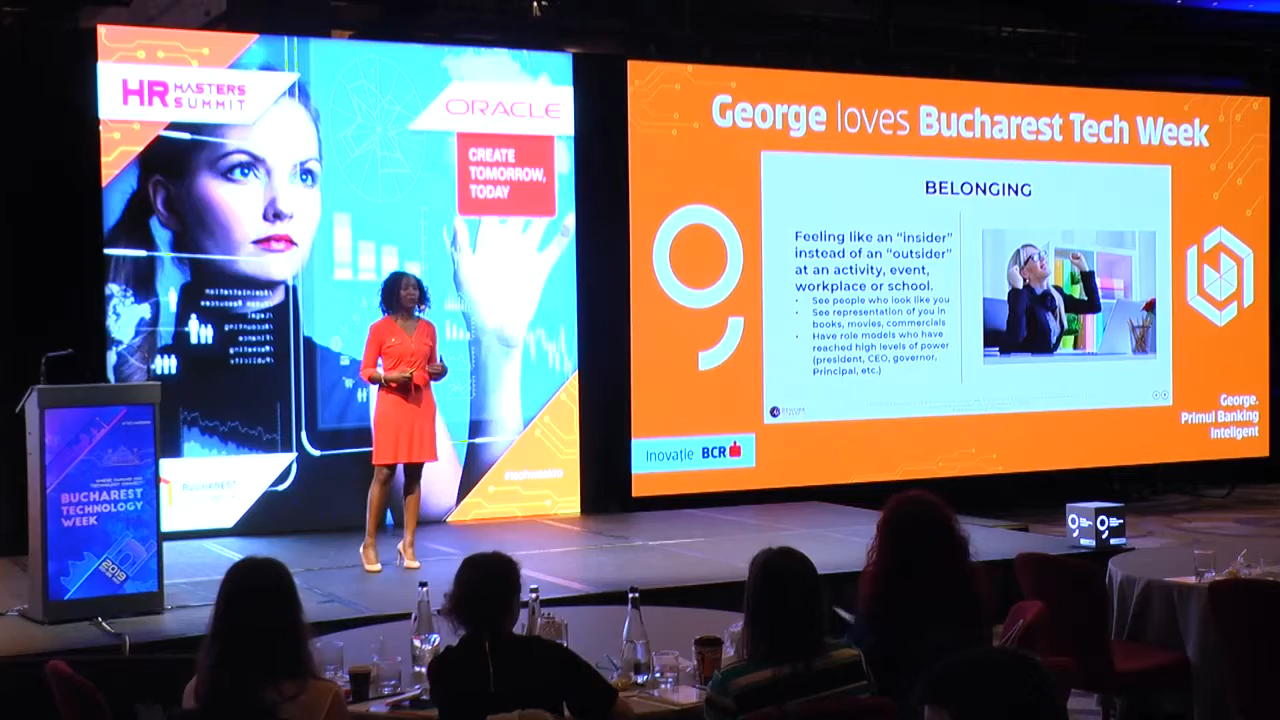 HR MASTERS
SUMMIT
ORACLE
CREATE
TOMORROW,
TODAY
#techweekro
BUCHAREST
TECHNOLOGY
WEEK
2019
George loves Bucharest Tech Week
BELONGING
Feeling like an “insider”
instead of an “outsider”
at an activity, event,
workplace or school.
• See people who look like you
• See representation of you in
books, movies, commercials
• Have role models who have
reached high levels of power
(president, CEO, governor,
Principal, etc.)
Inovație BCR
George.
Primul Banking
Inteligent